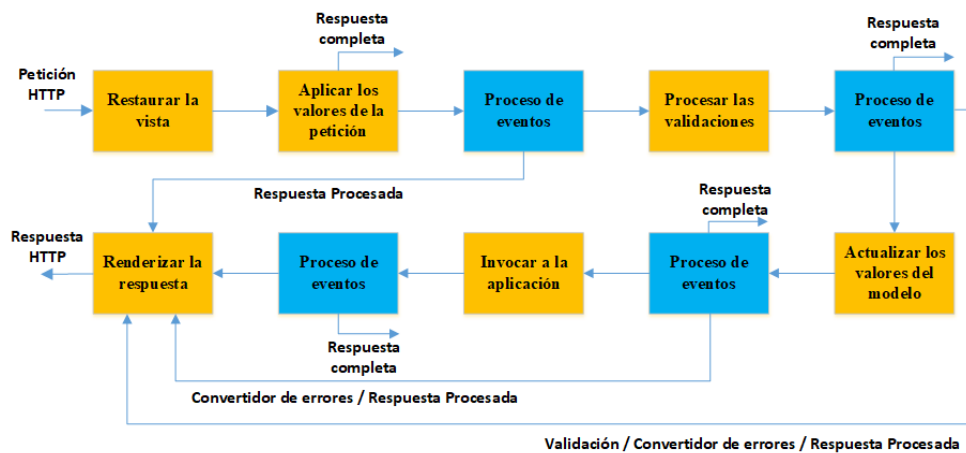 Respuesta
completa
Respuesta
completa
Petición
HTTP
Restaurar la
vista
Aplicar los
valores de la
petición
Proceso de
eventos
Procesar las
validaciones
Proceso de
eventos
Respuesta Procesada
Respuesta
completa
Respuesta
HTTP
Renderizar la
respuesta
Proceso de
eventos
Invocar a la
aplicación
Proceso de
eventos
Actualizar los
valores del
modelo
Respuesta
completa
Convertidor de errores / Respuesta Procesada
Validación / Convertidor de errores / Respuesta Procesada